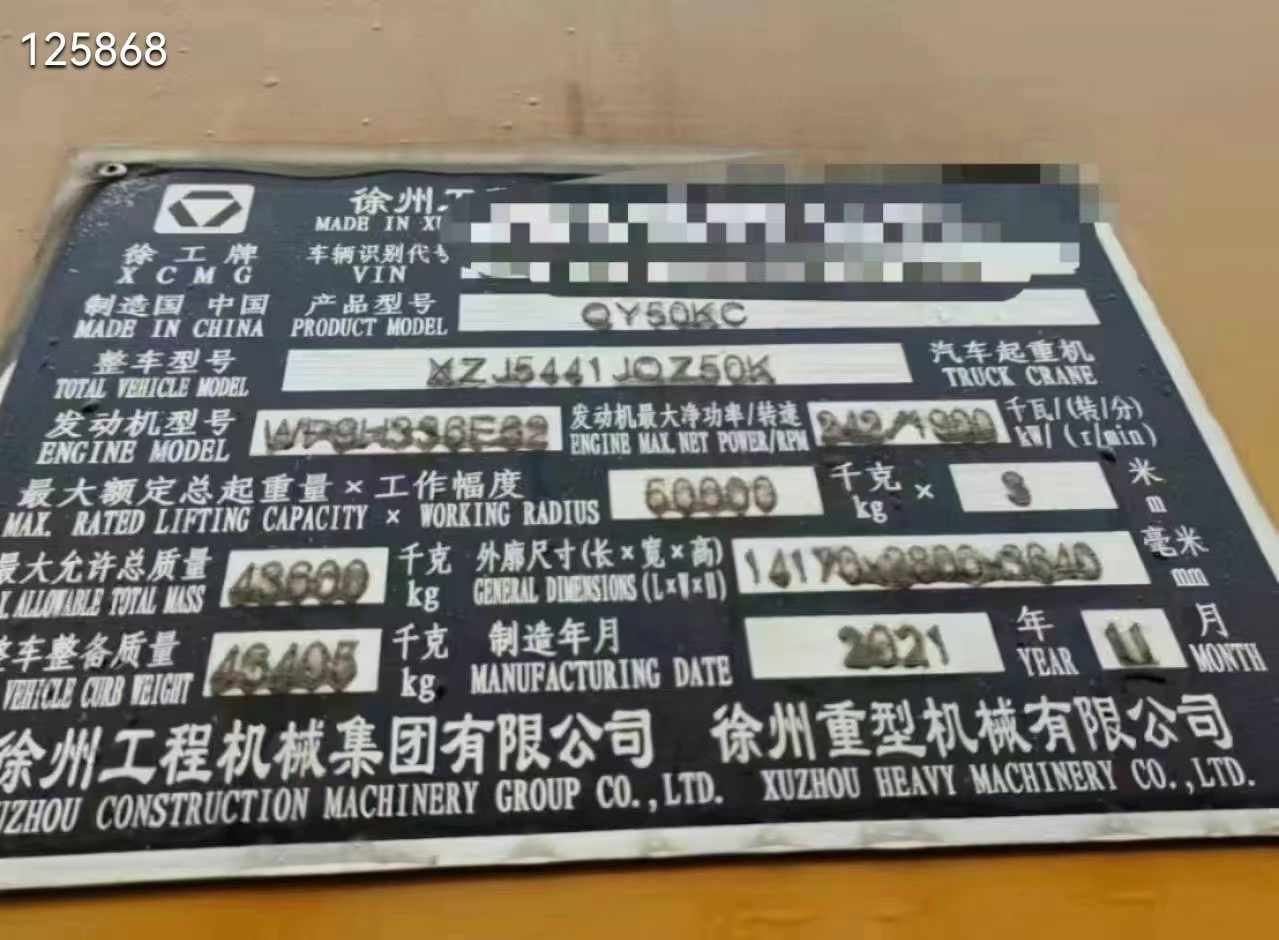 125868
徐州工
MADE IN XU
徐工牌 车辆识别代号
XCMG VIN
制造国 中国 产品型号 QY50KC
MADE IN CHINA PRODUCT MODEL
整车型号 XZJ5441JQZ50K 汽车起重机
TOTAL VEHICLE MODEL TRUCK CRANE
发动机型号 WP9H336E62 发动机最大净功率/转速 242/1900 千瓦/(转/分)
ENGINE MODEL ENGINE MAX. NET POWER/RPM kW/(r/min)
最大额定总起重量×工作幅度 千克 × 3 米
MAX. RATED LIFTING CAPACITY × WORKING RADIUS kg m
最大允许总质量 43600 千克 外廓尺寸(长×宽×高) 毫米
ALLOWABLE TOTAL MASS kg GENERAL DIMENSIONS (L×W×H) mm
整车整备质量 43405 千克 制造年月 2021 年 11 月
VEHICLE CURB WEIGHT kg MANUFACTURING DATE YEAR MONTH
徐州工程机械集团有限公司 徐州重型机械有限公司
UZHOU CONSTRUCTION MACHINERY GROUP CO.,LTD. XUZHOU HEAVY MACHINERY CO.,LTD.